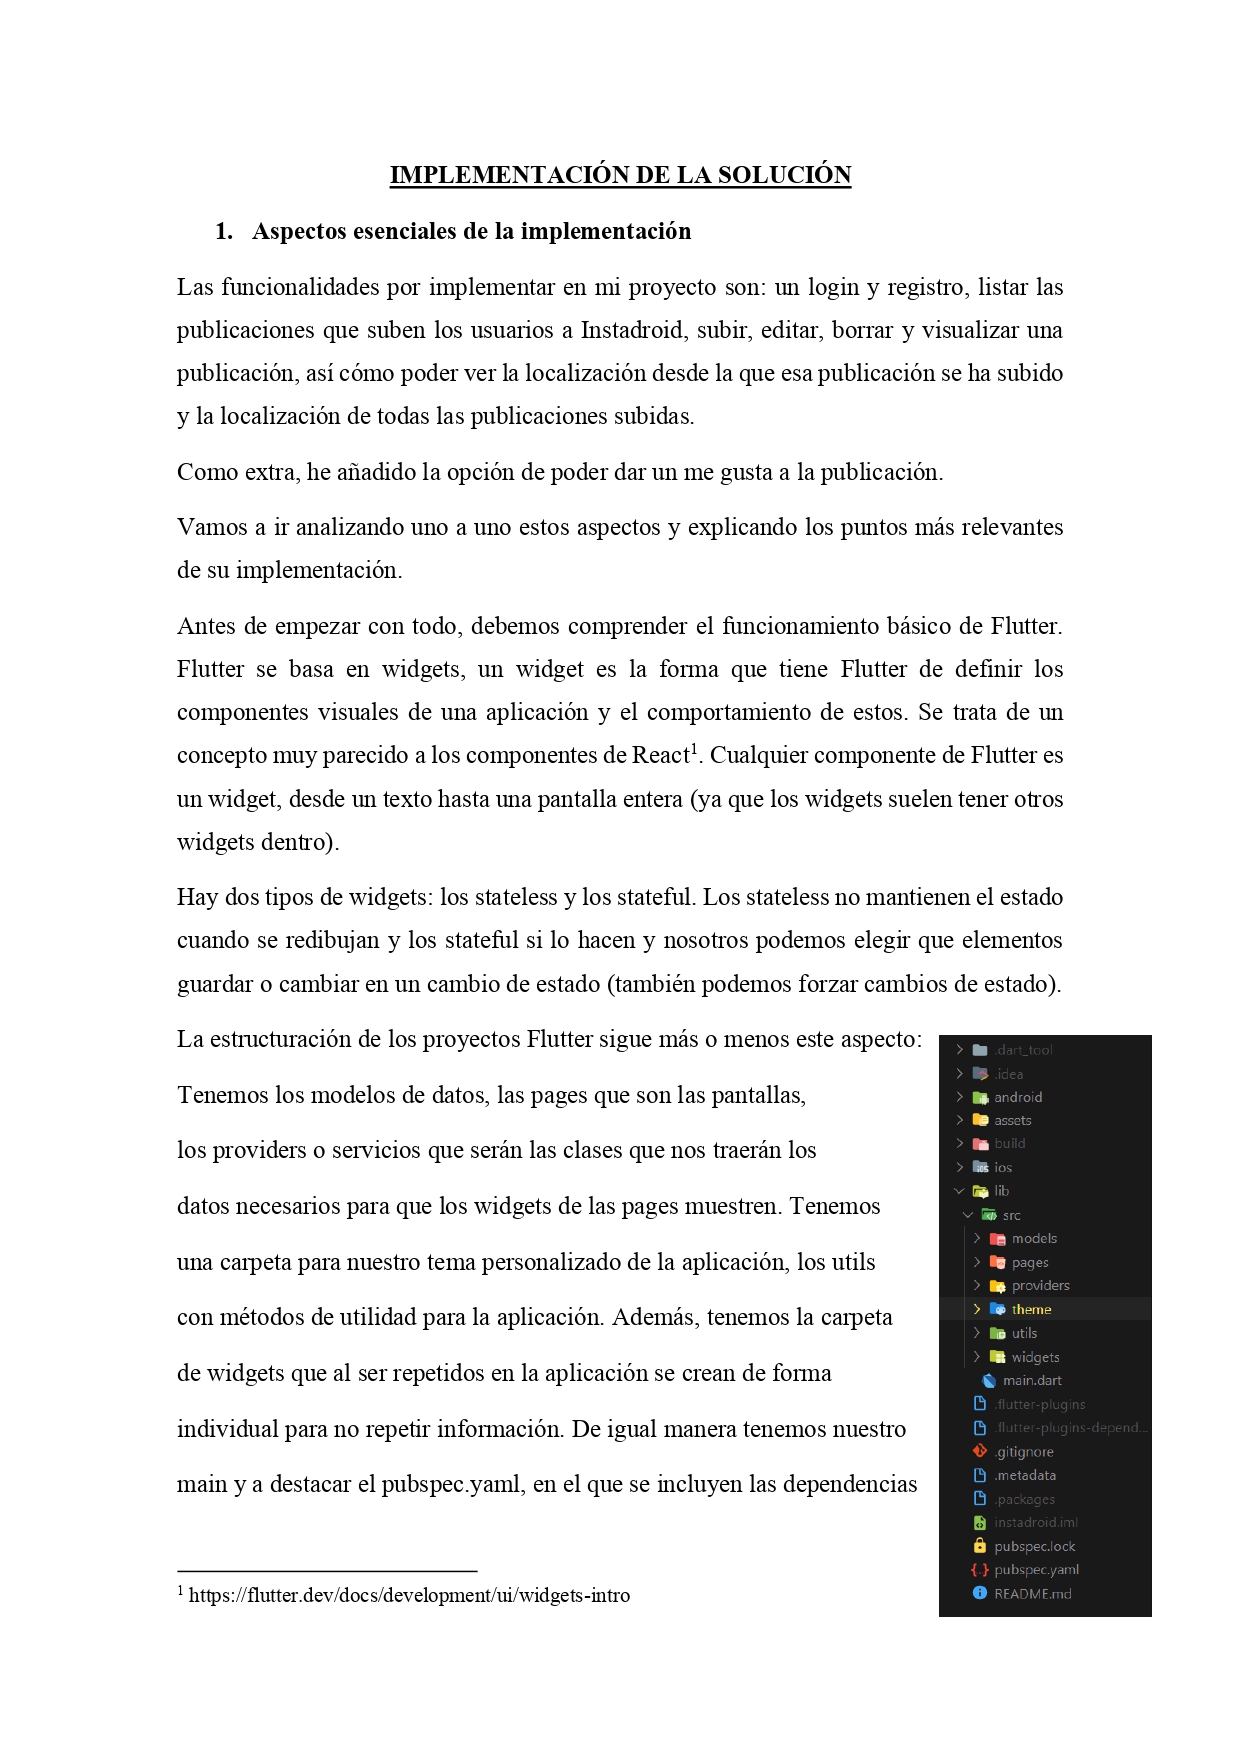 IMPLEMENTACIÓN DE LA SOLUCIÓN
1. Aspectos esenciales de la implementación
Las funcionalidades por implementar en mi proyecto son: un login y registro, listar las
publicaciones que suben los usuarios a Instadroid, subir, editar, borrar y visualizar una
publicación, así cómo poder ver la localización desde la que esa publicación se ha subido
y la localización de todas las publicaciones subidas.
Como extra, he añadido la opción de poder dar un me gusta a la publicación.
Vamos a ir analizando uno a uno estos aspectos y explicando los puntos más relevantes
de su implementación.
Antes de empezar con todo, debemos comprender el funcionamiento básico de Flutter.
Flutter se basa en widgets, un widget es la forma que tiene Flutter de definir los
componentes visuales de una aplicación y el comportamiento de estos. Se trata de un
concepto muy parecido a los componentes de React¹. Cualquier componente de Flutter es
un widget, desde un texto hasta una pantalla entera (ya que los widgets suelen tener otros
widgets dentro).
Hay dos tipos de widgets: los stateless y los stateful. Los stateless no mantienen el estado
cuando se redibujan y los stateful si lo hacen y nosotros podemos elegir que elementos
guardar o cambiar en un cambio de estado (también podemos forzar cambios de estado).
La estructuración de los proyectos Flutter sigue más o menos este aspecto:
Tenemos los modelos de datos, las pages que son las pantallas,
los providers o servicios que serán las clases que nos traerán los
datos necesarios para que los widgets de las pages muestren. Tenemos
una carpeta para nuestro tema personalizado de la aplicación, los utils
con métodos de utilidad para la aplicación. Además, tenemos la carpeta
de widgets que al ser repetidos en la aplicación se crean de forma
individual para no repetir información. De igual manera tenemos nuestro
main y a destacar el pubspec.yaml, en el que se incluyen las dependencias
.dart_tool
.idea
android
assets
build
ios
lib
src
models
pages
providers
theme
utils
widgets
main.dart
.flutter-plugins
.flutter-plugins-depend...
.gitignore
.metadata
.packages
instadroid.iml
pubspec.lock
pubspec.yaml
README.md
¹ https://flutter.dev/docs/development/ui/widgets-intro